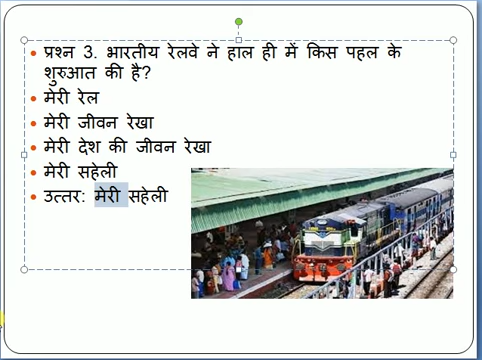 प्रश्न 3. भारतीय रेलवे ने हाल ही में किस पहल के
शुरुआत की है?
मेरी रेल
मेरी जीवन रेखा
मेरी देश की जीवन रेखा
मेरी सहेली
उत्तर: मेरी सहेली